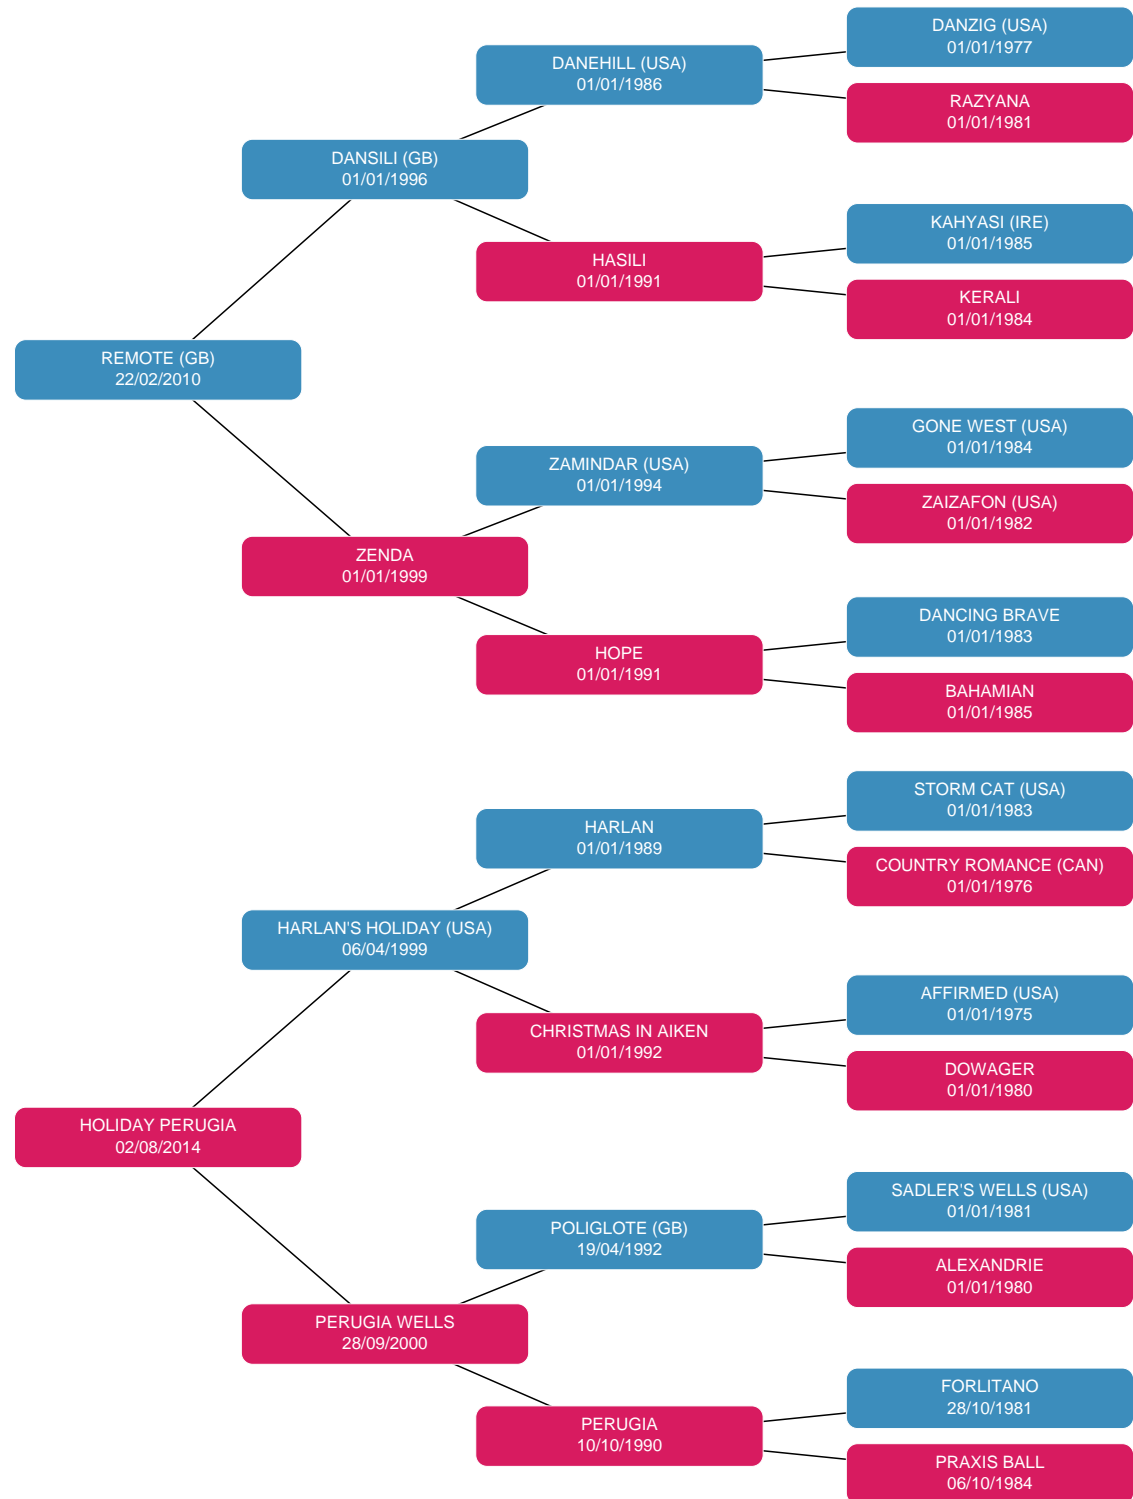 DANZIG (USA)
01/01/1977
DANEHILL (USA)
01/01/1986
RAZYANA
01/01/1981
DANSILI (GB)
01/01/1996
KAHYASI (IRE)
01/01/1985
HASILI
01/01/1991
KERALI
01/01/1984
REMOTE (GB)
22/02/2010
GONE WEST (USA)
01/01/1984
ZAMINDAR (USA)
01/01/1994
ZAIZAFON (USA)
01/01/1982
ZENDA
01/01/1999
DANCING BRAVE
01/01/1983
HOPE
01/01/1991
BAHAMIAN
01/01/1985
STORM CAT (USA)
01/01/1983
HARLAN
01/01/1989
COUNTRY ROMANCE (CAN)
01/01/1976
HARLAN'S HOLIDAY (USA)
06/04/1999
AFFIRMED (USA)
01/01/1975
CHRISTMAS IN AIKEN
01/01/1992
DOWAGER
01/01/1980
HOLIDAY PERUGIA
02/08/2014
SADLER'S WELLS (USA)
01/01/1981
POLIGLOTE (GB)
19/04/1992
ALEXANDRIE
01/01/1980
PERUGIA WELLS
28/09/2000
FORLITANO
28/10/1981
PERUGIA
10/10/1990
PRAXIS BALL
06/10/1984